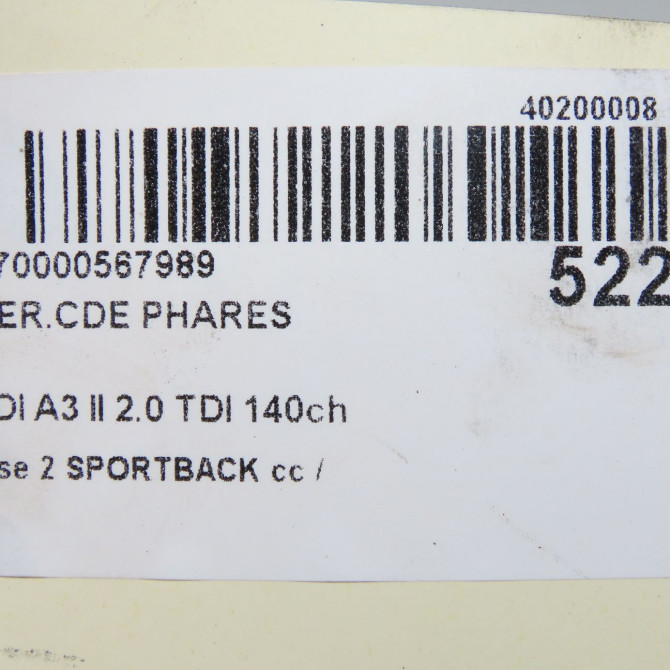 40200008
70000567989
522
ER.CDE PHARES
DI A3 II 2.0 TDI 140ch
se 2 SPORTBACK cc /